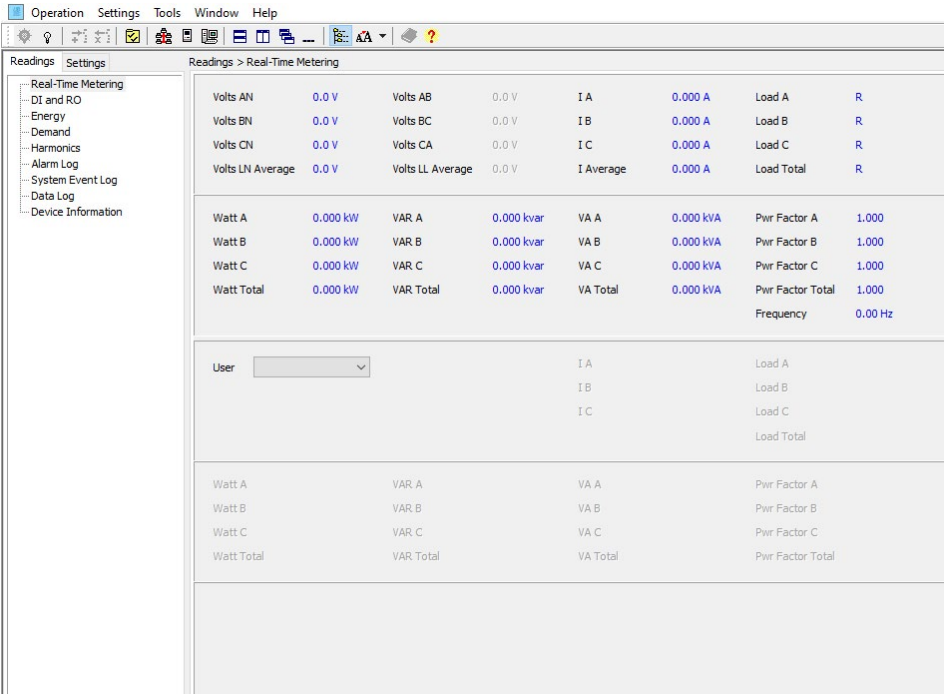 Operation Settings Tools Window Help
Readings Settings
Readings > Real-Time Metering
Real-Time Metering
DI and RO
Energy
Demand
Harmonics
Alarm Log
System Event Log
Data Log
Device Information
Volts AN 0.0 V Volts AB 0.0 V I A 0.000 A Load A R
Volts BN 0.0 V Volts BC 0.0 V I B 0.000 A Load B R
Volts CN 0.0 V Volts CA 0.0 V I C 0.000 A Load C R
Volts LN Average 0.0 V Volts LL Average 0.0 V I Average 0.000 A Load Total R
Watt A 0.000 kW VAR A 0.000 kvar VA A 0.000 kVA Pwr Factor A 1.000
Watt B 0.000 kW VAR B 0.000 kvar VA B 0.000 kVA Pwr Factor B 1.000
Watt C 0.000 kW VAR C 0.000 kvar VA C 0.000 kVA Pwr Factor C 1.000
Watt Total 0.000 kW VAR Total 0.000 kvar VA Total 0.000 kVA Pwr Factor Total 1.000
Frequency 0.00 Hz
User I A Load A
I B Load B
I C Load C
Load Total
Watt A VAR A VA A Pwr Factor A
Watt B VAR B VA B Pwr Factor B
Watt C VAR C VA C Pwr Factor C
Watt Total VAR Total VA Total Pwr Factor Total